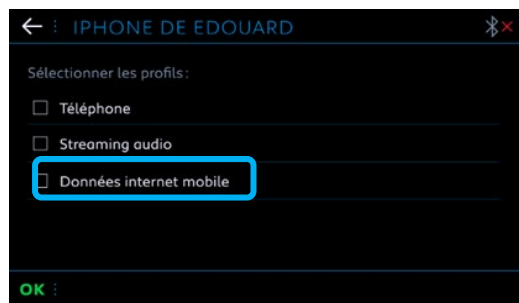 IPHONE DE EDOUARD
Sélectionner les profils:
Téléphone
Streaming audio
Données internet mobile
OK